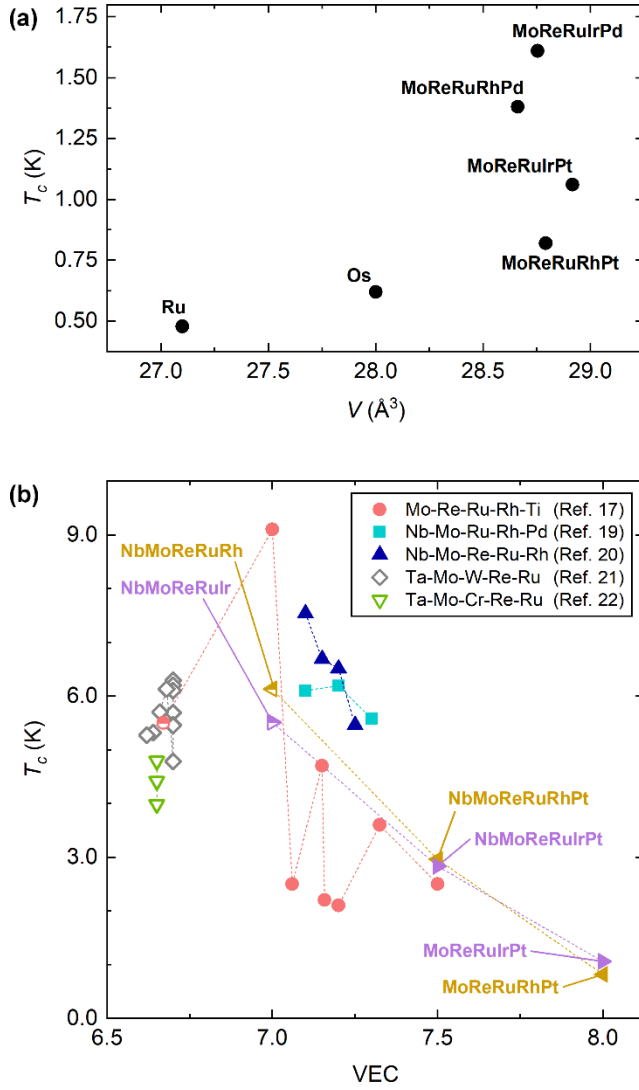 (a)
1.75
1.50
1.25
1.00
0.75
0.50
T_c (K)
MoReRuIrPd
MoReRuRhPd
MoReRuIrPt
MoReRuRhPt
Os
Ru
27.0 27.5 28.0 28.5 29.0
V (Å³)
(b)
9.0
6.0
3.0
0.0
T_c (K)
Mo-Re-Ru-Rh-Ti (Ref. 17)
Nb-Mo-Ru-Rh-Pd (Ref. 19)
Nb-Mo-Re-Ru-Rh (Ref. 20)
Ta-Mo-W-Re-Ru (Ref. 21)
Ta-Mo-Cr-Re-Ru (Ref. 22)
NbMoReRuRh
NbMoReRuIr
NbMoReRuRhPt
NbMoReRuIrPt
MoReRuIrPt
MoReRuRhPt
6.5 7.0 7.5 8.0
VEC